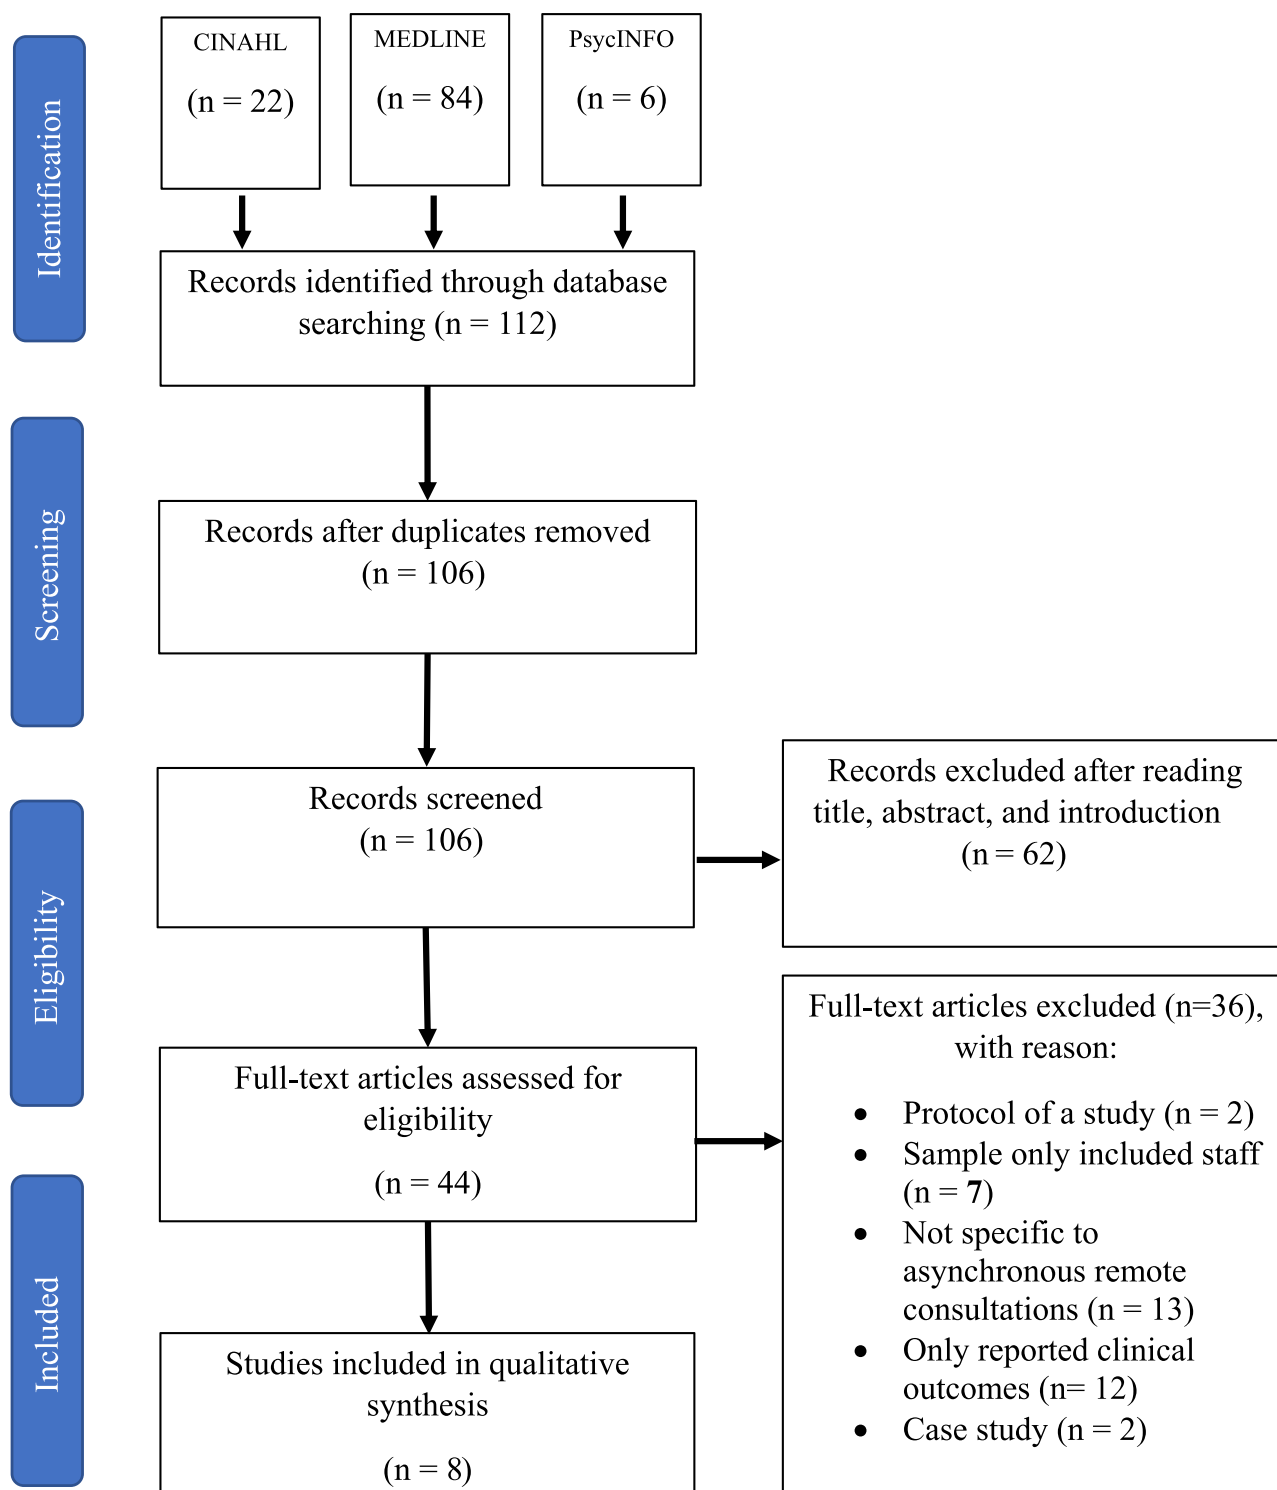 Identification
CINAHL
(n = 22)
MEDLINE
(n = 84)
PsycINFO
(n = 6)
Records identified through database
searching (n = 112)
Screening
Records after duplicates removed
(n = 106)
Eligibility
Records screened
(n = 106)
Records excluded after reading
title, abstract, and introduction
(n = 62)
Full-text articles assessed for
eligibility
(n = 44)
Full-text articles excluded (n=36),
with reason:
• Protocol of a study (n = 2)
• Sample only included staff
(n = 7)
• Not specific to
asynchronous remote
consultations (n = 13)
• Only reported clinical
outcomes (n= 12)
• Case study (n = 2)
Included
Studies included in qualitative
synthesis
(n = 8)